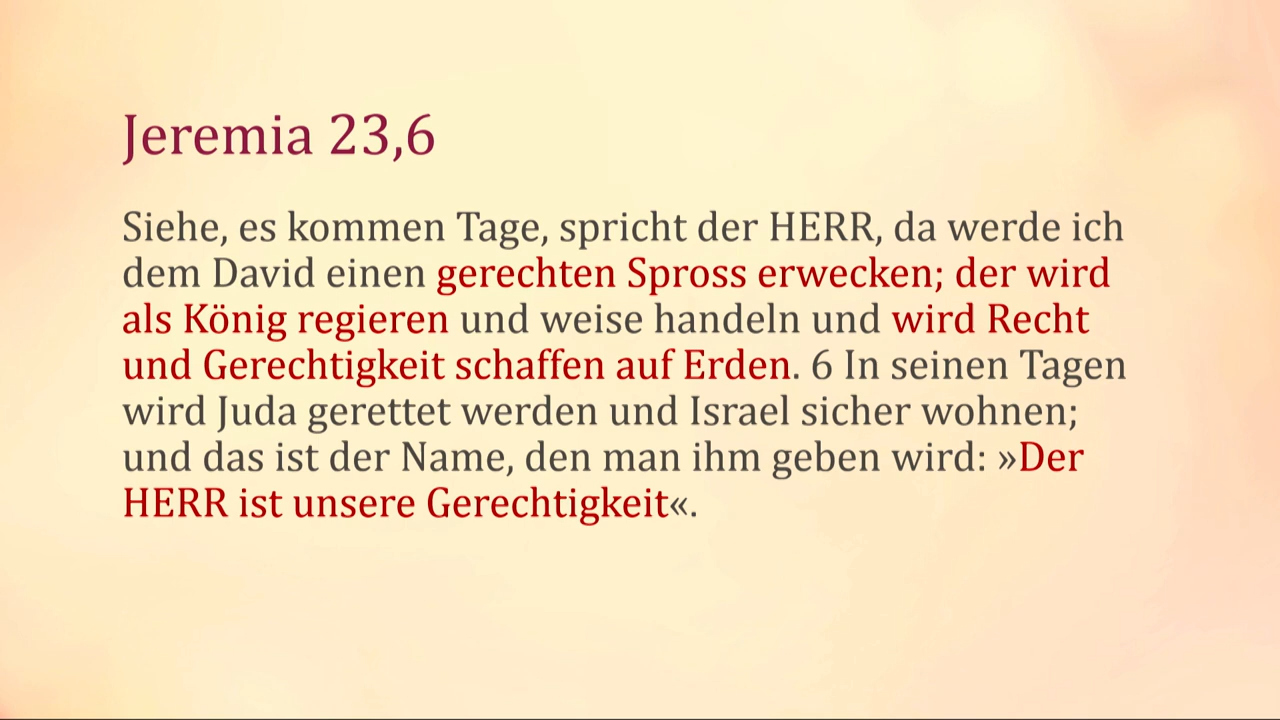 Jeremia 23,6
Siehe, es kommen Tage, spricht der HERR, da werde ich
dem David einen gerechten Spross erwecken; der wird
als König regieren und weise handeln und wird Recht
und Gerechtigkeit schaffen auf Erden. 6 In seinen Tagen
wird Juda gerettet werden und Israel sicher wohnen;
und das ist der Name, den man ihm geben wird: »Der
HERR ist unsere Gerechtigkeit«.